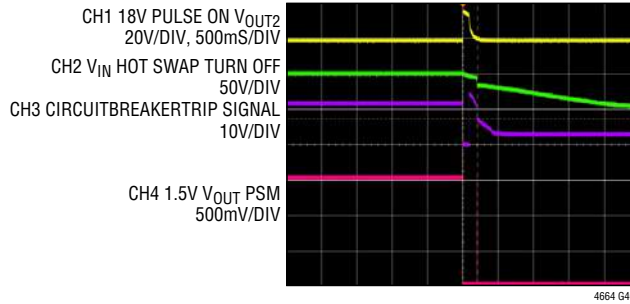 CH1 18V PULSE ON VOUT2
20V/DIV, 500mS/DIV
CH2 VIN HOT SWAP TURN OFF
50V/DIV
CH3 CIRCUITBREAKERTRIP SIGNAL
10V/DIV
CH4 1.5V VOUT PSM
500mV/DIV
4664 G4